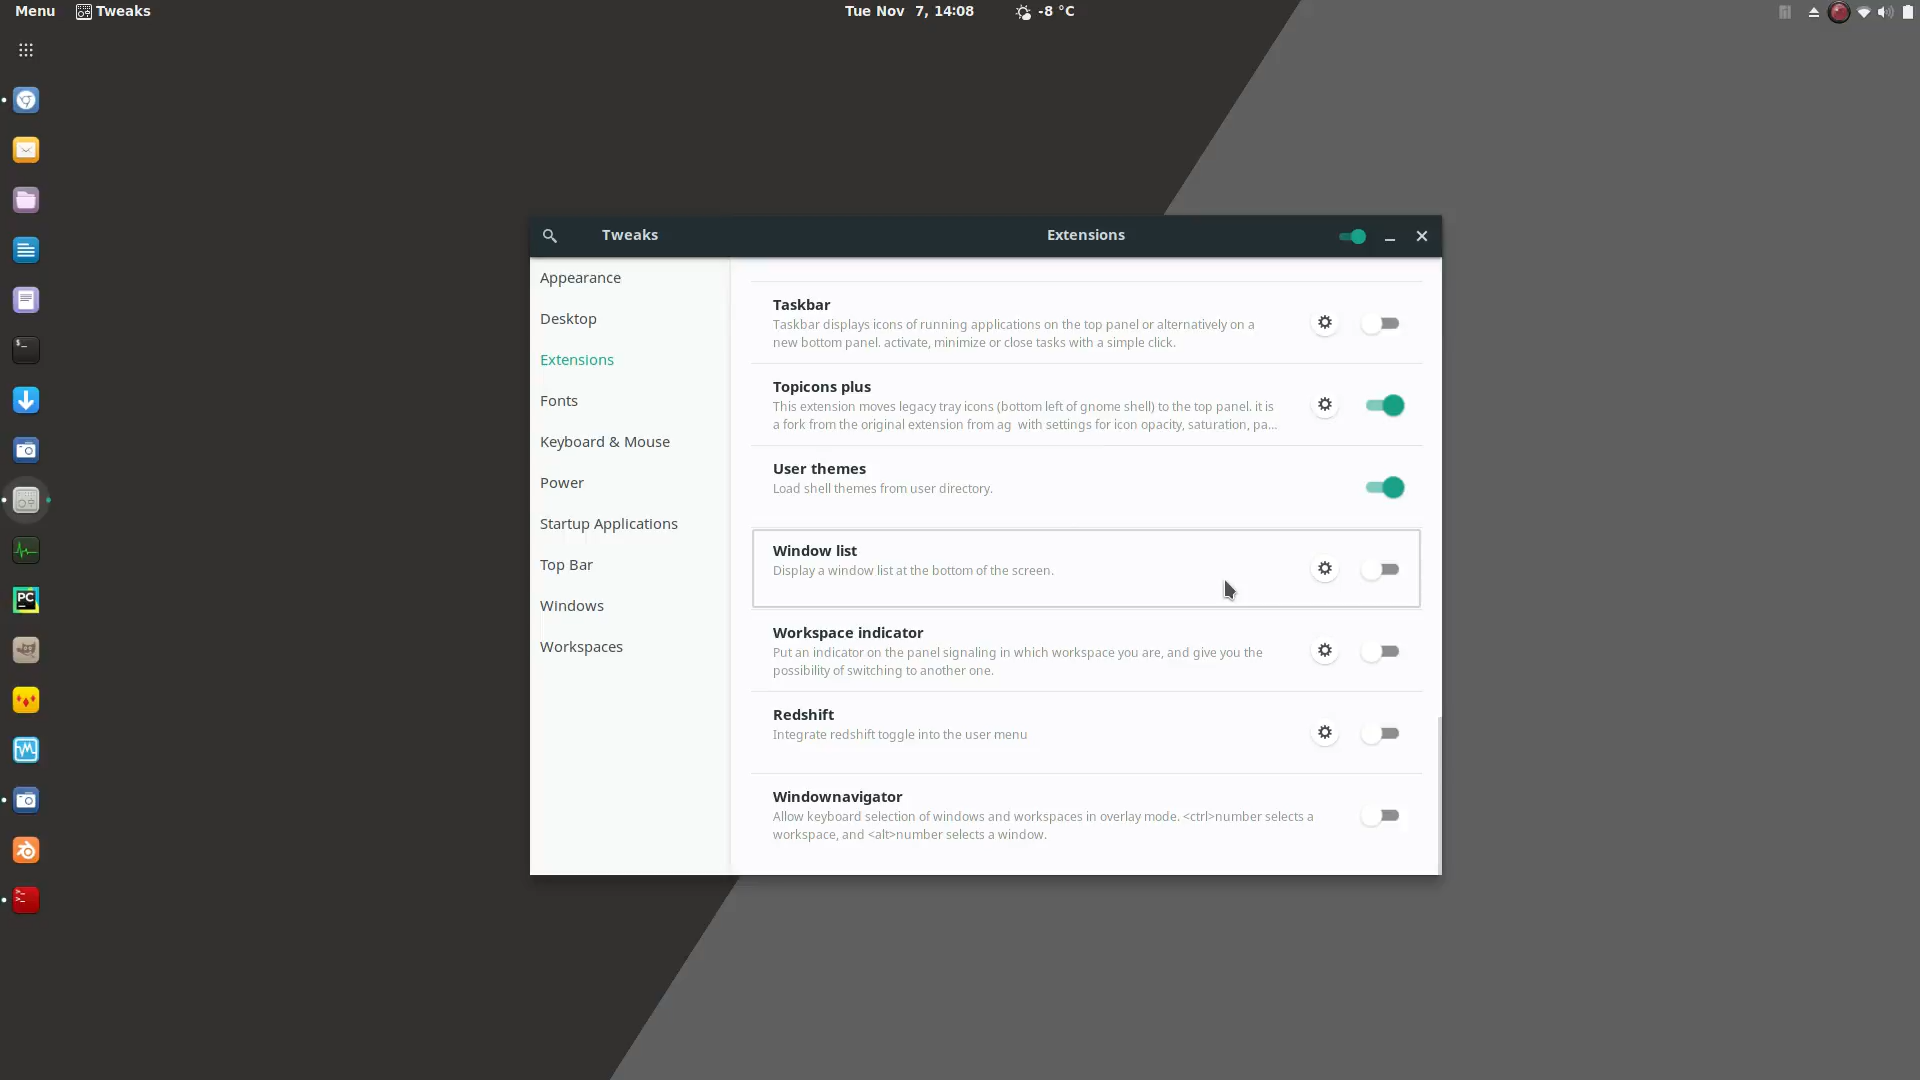 Menu Tweaks Tue Nov 7, 14:08 -8 °C
Tweaks Extensions
Appearance
Desktop
Extensions
Fonts
Keyboard & Mouse
Power
Startup Applications
Top Bar
Windows
Workspaces
Taskbar
Taskbar displays icons of running applications on the top panel or alternatively on a
new bottom panel. activate, minimize or close tasks with a simple click.
Topicons plus
This extension moves legacy tray icons (bottom left of gnome shell) to the top panel. it is
a fork from the original extension from ag with settings for icon opacity, saturation, pa...
User themes
Load shell themes from user directory.
Window list
Display a window list at the bottom of the screen.
Workspace indicator
Put an indicator on the panel signaling in which workspace you are, and give you the
possibility of switching to another one.
Redshift
Integrate redshift toggle into the user menu
Windownavigator
Allow keyboard selection of windows and workspaces in overlay mode. <ctrl>number selects a
workspace, and <alt>number selects a window.
$_
PC
>_
>_